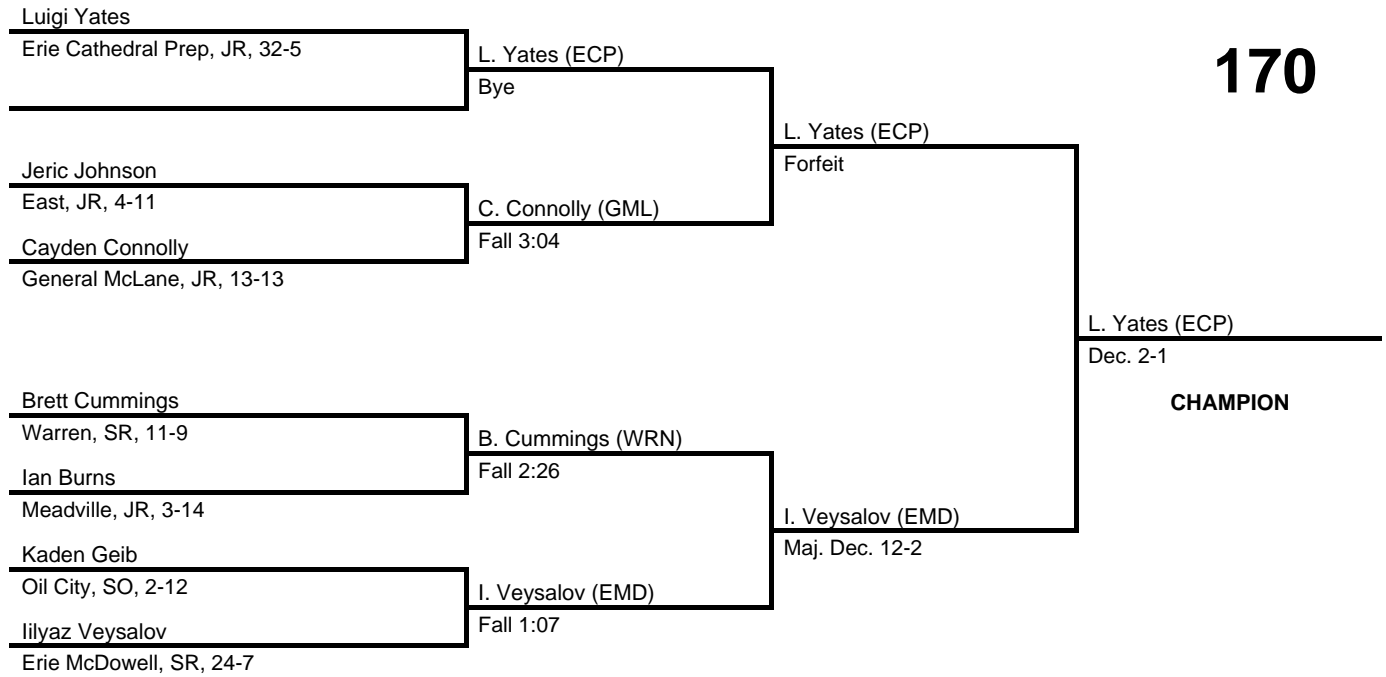 Luigi Yates
Erie Cathedral Prep, JR, 32-5
L. Yates (ECP)
Bye
170
L. Yates (ECP)
Forfeit
Jeric Johnson
East, JR, 4-11
C. Connolly (GML)
Fall 3:04
Cayden Connolly
General McLane, JR, 13-13
L. Yates (ECP)
Dec. 2-1
CHAMPION
Brett Cummings
Warren, SR, 11-9
B. Cummings (WRN)
Fall 2:26
Ian Burns
Meadville, JR, 3-14
I. Veysalov (EMD)
Maj. Dec. 12-2
Kaden Geib
Oil City, SO, 2-12
I. Veysalov (EMD)
Fall 1:07
Iilyaz Veysalov
Erie McDowell, SR, 24-7